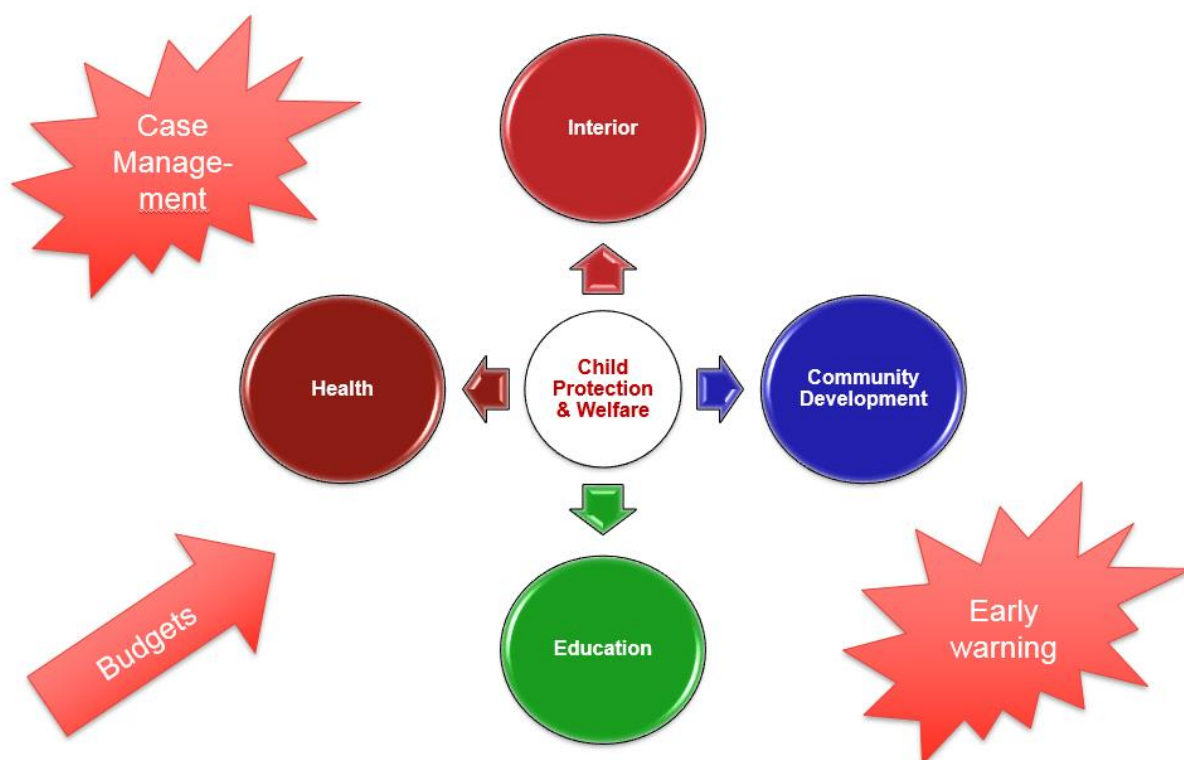 Case
Manage-
ment
Interior
Health
Child
Protection
& Welfare
Community
Development
Budgets
Education
Early
warning